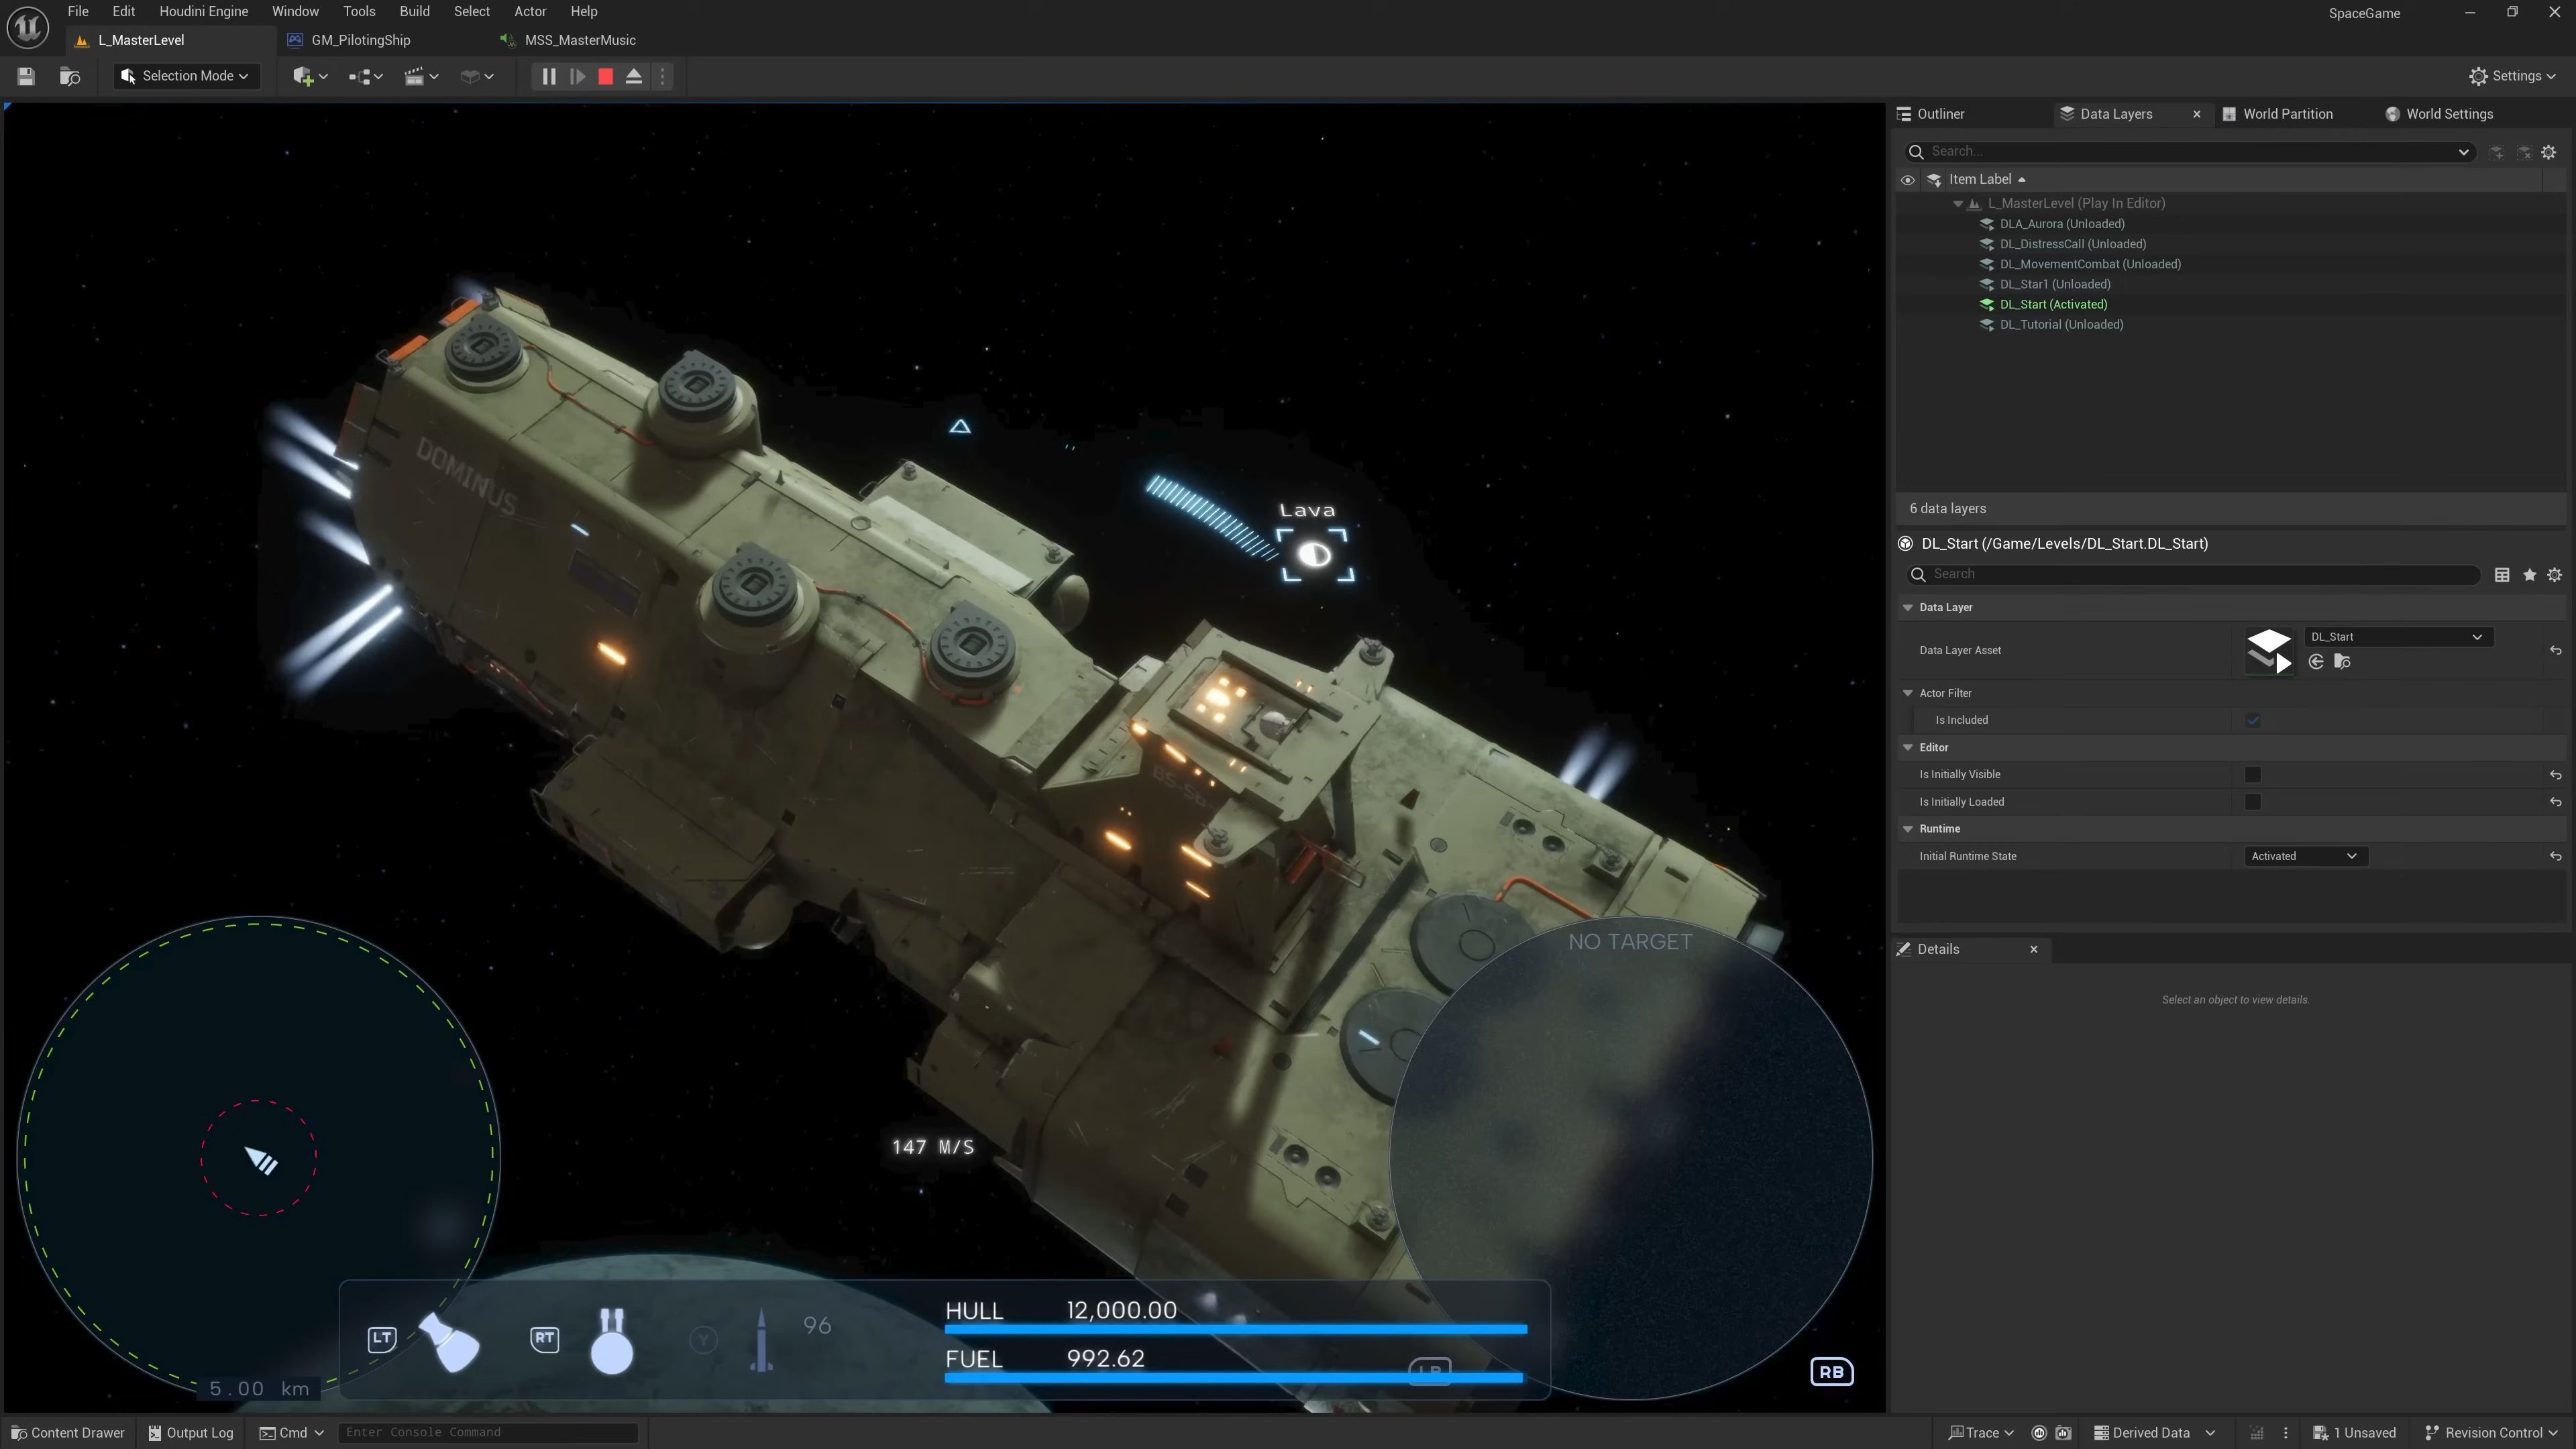 File Edit Houdini Engine Window Tools Build Select Actor Help
SpaceGame
L_MasterLevel
GM_PilotingShip
MSS_MasterMusic
Selection Mode
Settings
Outliner
Data Layers
World Partition
World Settings
Search...
Item Label
L_MasterLevel (Play In Editor)
DLA_Aurora (Unloaded)
DL_DistressCall (Unloaded)
DL_MovementCombat (Unloaded)
DL_Star1 (Unloaded)
DL_Start (Activated)
DL_Tutorial (Unloaded)
6 data layers
DL_Start (/Game/Levels/DL_Start.DL_Start)
Search
Data Layer
Data Layer Asset
DL_Start
Actor Filter
Is Included
Editor
Is Initially Visible
Is Initially Loaded
Runtime
Initial Runtime State
Activated
Details
Select an object to view details.
DOMINUS
Lava
NO TARGET
147 M/S
5.00 km
LT
RT
Y
96
HULL 12,000.00
FUEL 992.62
LB
RB
Content Drawer
Output Log
Cmd
Enter Console Command
Trace
Derived Data
1 Unsaved
Revision Control